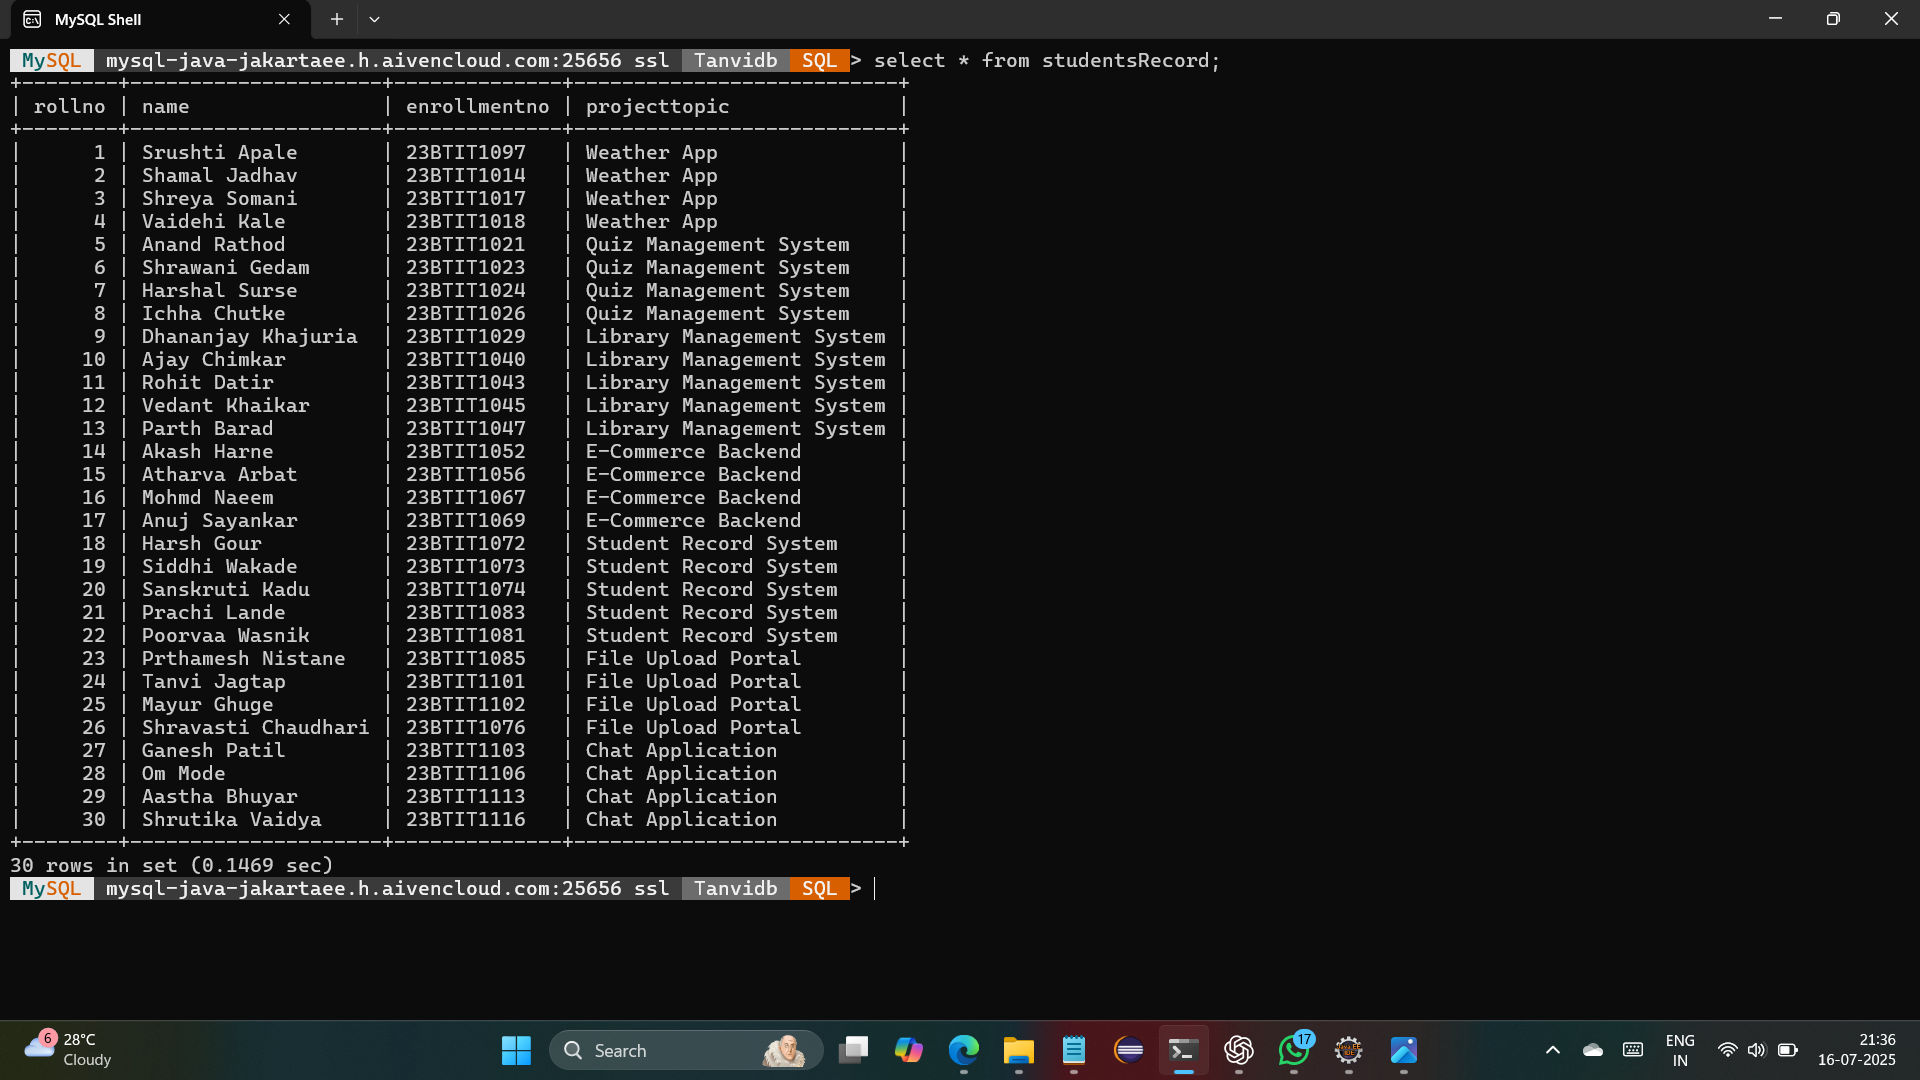 MySQL Shell
MySQL mysql-java-jakartaee.h.aivencloud.com:25656 ssl Tanvidb SQL > select * from studentsRecord;
+--------+---------------------+--------------+---------------------------+
| rollno | name | enrollmentno | projecttopic |
+--------+---------------------+--------------+---------------------------+
| 1 | Srushti Apale | 23BTIT1097 | Weather App |
| 2 | Shamal Jadhav | 23BTIT1014 | Weather App |
| 3 | Shreya Somani | 23BTIT1017 | Weather App |
| 4 | Vaidehi Kale | 23BTIT1018 | Weather App |
| 5 | Anand Rathod | 23BTIT1021 | Quiz Management System |
| 6 | Shrawani Gedam | 23BTIT1023 | Quiz Management System |
| 7 | Harshal Surse | 23BTIT1024 | Quiz Management System |
| 8 | Ichha Chutke | 23BTIT1026 | Quiz Management System |
| 9 | Dhananjay Khajuria | 23BTIT1029 | Library Management System |
| 10 | Ajay Chimkar | 23BTIT1040 | Library Management System |
| 11 | Rohit Datir | 23BTIT1043 | Library Management System |
| 12 | Vedant Khaikar | 23BTIT1045 | Library Management System |
| 13 | Parth Barad | 23BTIT1047 | Library Management System |
| 14 | Akash Harne | 23BTIT1052 | E-Commerce Backend |
| 15 | Atharva Arbat | 23BTIT1056 | E-Commerce Backend |
| 16 | Mohmd Naeem | 23BTIT1067 | E-Commerce Backend |
| 17 | Anuj Sayankar | 23BTIT1069 | E-Commerce Backend |
| 18 | Harsh Gour | 23BTIT1072 | Student Record System |
| 19 | Siddhi Wakade | 23BTIT1073 | Student Record System |
| 20 | Sanskruti Kadu | 23BTIT1074 | Student Record System |
| 21 | Prachi Lande | 23BTIT1083 | Student Record System |
| 22 | Poorvaa Wasnik | 23BTIT1081 | Student Record System |
| 23 | Prthamesh Nistane | 23BTIT1085 | File Upload Portal |
| 24 | Tanvi Jagtap | 23BTIT1101 | File Upload Portal |
| 25 | Mayur Ghuge | 23BTIT1102 | File Upload Portal |
| 26 | Shravasti Chaudhari | 23BTIT1076 | File Upload Portal |
| 27 | Ganesh Patil | 23BTIT1103 | Chat Application |
| 28 | Om Mode | 23BTIT1106 | Chat Application |
| 29 | Aastha Bhuyar | 23BTIT1113 | Chat Application |
| 30 | Shrutika Vaidya | 23BTIT1116 | Chat Application |
+--------+---------------------+--------------+---------------------------+
30 rows in set (0.1469 sec)
MySQL mysql-java-jakartaee.h.aivencloud.com:25656 ssl Tanvidb SQL >
6
28°C
Cloudy
Search
17
ENG
IN
21:36
16-07-2025